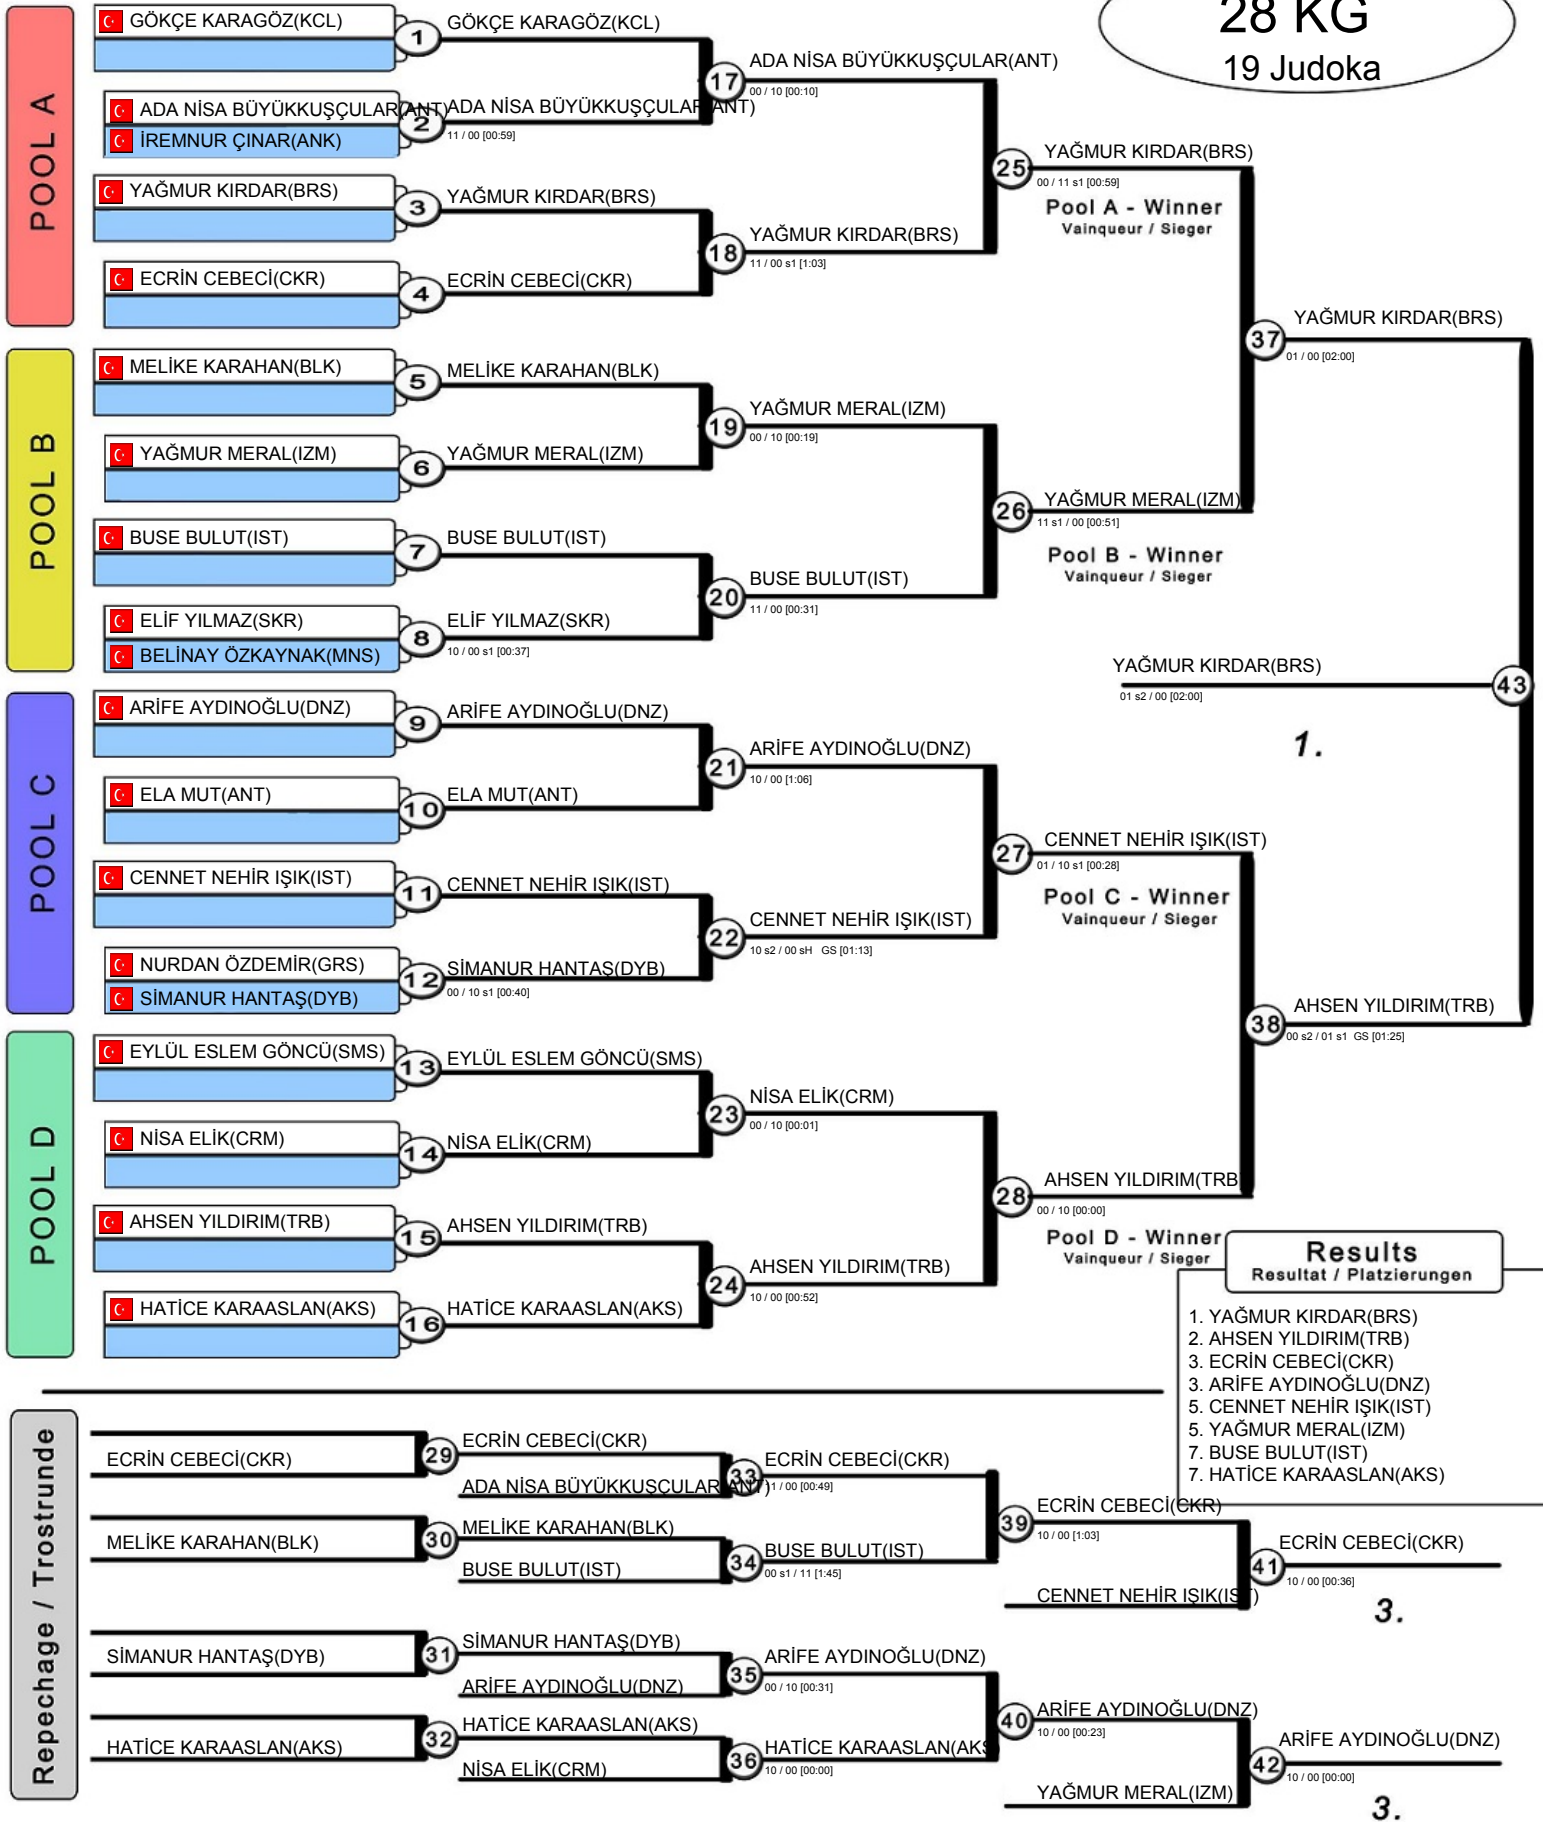 28 KG
19 Judoka
POOL A
GÖKÇE KARAGÖZ(KCL)
1
GÖKÇE KARAGÖZ(KCL)
ADA NİSA BÜYÜKKUŞÇULAR(ANT)
İREMNUR ÇINAR(ANK)
2
ADA NİSA BÜYÜKKUŞÇULAR(ANT)
11 / 00 [00:59]
17
ADA NİSA BÜYÜKKUŞÇULAR(ANT)
00 / 10 [00:10]
YAĞMUR KIRDAR(BRS)
3
YAĞMUR KIRDAR(BRS)
ECRİN CEBECİ(CKR)
4
ECRİN CEBECİ(CKR)
18
YAĞMUR KIRDAR(BRS)
11 / 00 s1 [1:03]
25
YAĞMUR KIRDAR(BRS)
00 / 11 s1 [00:59]
Pool A - Winner
Vainqueur / Sieger
POOL B
MELİKE KARAHAN(BLK)
5
MELİKE KARAHAN(BLK)
YAĞMUR MERAL(IZM)
6
YAĞMUR MERAL(IZM)
19
YAĞMUR MERAL(IZM)
00 / 10 [00:19]
BUSE BULUT(IST)
7
BUSE BULUT(IST)
ELİF YILMAZ(SKR)
BELİNAY ÖZKAYNAK(MNS)
8
ELİF YILMAZ(SKR)
10 / 00 s1 [00:37]
20
BUSE BULUT(IST)
11 / 00 [00:31]
26
YAĞMUR MERAL(IZM)
11 s1 / 00 [00:51]
Pool B - Winner
Vainqueur / Sieger
37
YAĞMUR KIRDAR(BRS)
01 / 00 [02:00]
YAĞMUR KIRDAR(BRS)
01 s2 / 00 [02:00]
43
1.
POOL C
ARİFE AYDINOĞLU(DNZ)
9
ARİFE AYDINOĞLU(DNZ)
ELA MUT(ANT)
10
ELA MUT(ANT)
21
ARİFE AYDINOĞLU(DNZ)
10 / 00 [1:06]
CENNET NEHİR IŞIK(IST)
11
CENNET NEHİR IŞIK(IST)
NURDAN ÖZDEMİR(GRS)
SİMANUR HANTAŞ(DYB)
12
SİMANUR HANTAŞ(DYB)
00 / 10 s1 [00:40]
22
CENNET NEHİR IŞIK(IST)
10 s2 / 00 sH GS [01:13]
27
CENNET NEHİR IŞIK(IST)
01 / 10 s1 [00:28]
Pool C - Winner
Vainqueur / Sieger
POOL D
EYLÜL ESLEM GÖNCÜ(SMS)
13
EYLÜL ESLEM GÖNCÜ(SMS)
NİSA ELİK(CRM)
14
NİSA ELİK(CRM)
23
NİSA ELİK(CRM)
00 / 10 [00:01]
AHSEN YILDIRIM(TRB)
15
AHSEN YILDIRIM(TRB)
HATİCE KARAASLAN(AKS)
16
HATİCE KARAASLAN(AKS)
24
AHSEN YILDIRIM(TRB)
10 / 00 [00:52]
28
AHSEN YILDIRIM(TRB
00 / 10 [00:00]
Pool D - Winner
Vainqueur / Sieger
38
AHSEN YILDIRIM(TRB)
00 s2 / 01 s1 GS [01:25]
Results
Resultat / Platzierungen
1. YAĞMUR KIRDAR(BRS)
2. AHSEN YILDIRIM(TRB)
3. ECRİN CEBECİ(CKR)
3. ARİFE AYDINOĞLU(DNZ)
5. CENNET NEHİR IŞIK(IST)
5. YAĞMUR MERAL(IZM)
7. BUSE BULUT(IST)
7. HATİCE KARAASLAN(AKS)
Repechage / Trostrunde
ECRİN CEBECİ(CKR)
29
ECRİN CEBECİ(CKR)
ADA NİSA BÜYÜKKUŞÇULAR(ANT)
33
ECRİN CEBECİ(CKR)
11 / 00 [00:49]
MELİKE KARAHAN(BLK)
30
MELİKE KARAHAN(BLK)
BUSE BULUT(IST)
34
BUSE BULUT(IST)
00 s1 / 11 [1:45]
39
ECRİN CEBECİ(CKR)
10 / 00 [1:03]
CENNET NEHİR IŞIK(IST)
41
ECRİN CEBECİ(CKR)
10 / 00 [00:36]
3.
SİMANUR HANTAŞ(DYB)
31
SİMANUR HANTAŞ(DYB)
ARİFE AYDINOĞLU(DNZ)
35
ARİFE AYDINOĞLU(DNZ)
00 / 10 [00:31]
HATİCE KARAASLAN(AKS)
32
HATİCE KARAASLAN(AKS)
NİSA ELİK(CRM)
36
HATİCE KARAASLAN(AKS
10 / 00 [00:00]
40
ARİFE AYDINOĞLU(DNZ)
10 / 00 [00:23]
YAĞMUR MERAL(IZM)
42
ARİFE AYDINOĞLU(DNZ)
10 / 00 [00:00]
3.